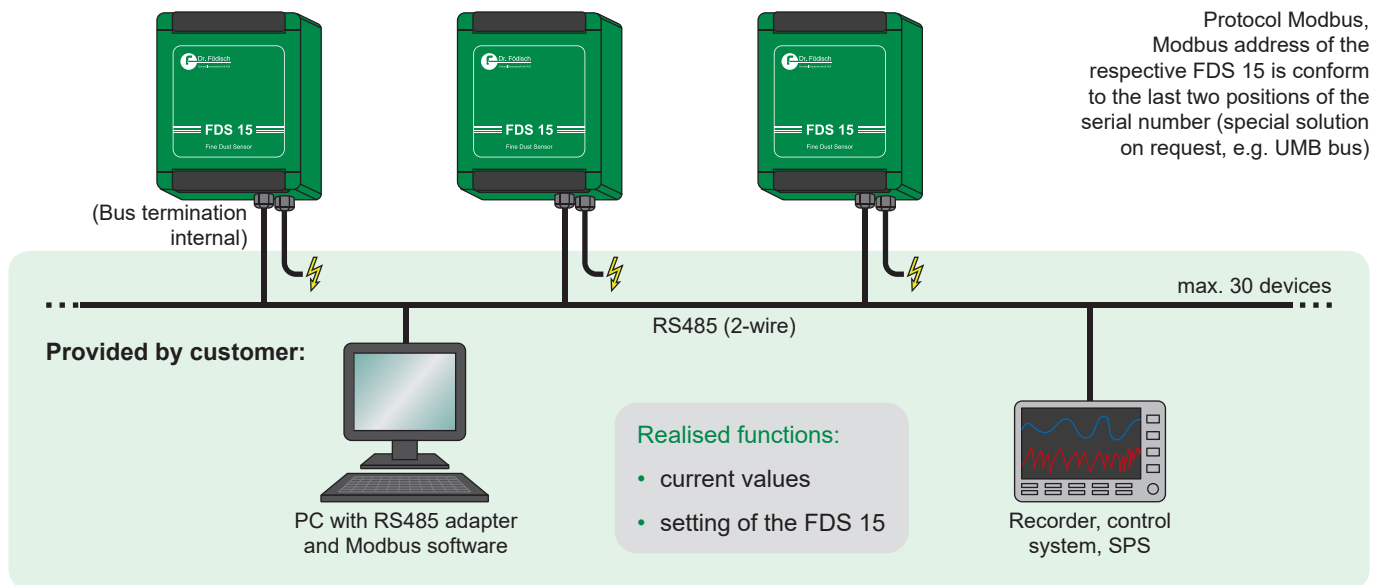 Dr. Födisch
FDS 15
Fine Dust Sensor
Dr. Födisch
FDS 15
Fine Dust Sensor
Dr. Födisch
FDS 15
Fine Dust Sensor
Protocol Modbus,
Modbus address of the
respective FDS 15 is conform
to the last two positions of the
serial number (special solution
on request, e.g. UMB bus)
(Bus termination
internal)
max. 30 devices
RS485 (2-wire)
Provided by customer:
Realised functions:
• current values
• setting of the FDS 15
PC with RS485 adapter
and Modbus software
Recorder, control
system, SPS